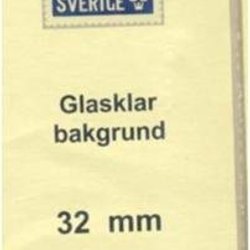 SVERIGE
Glasklar
bakgrund
32 mm